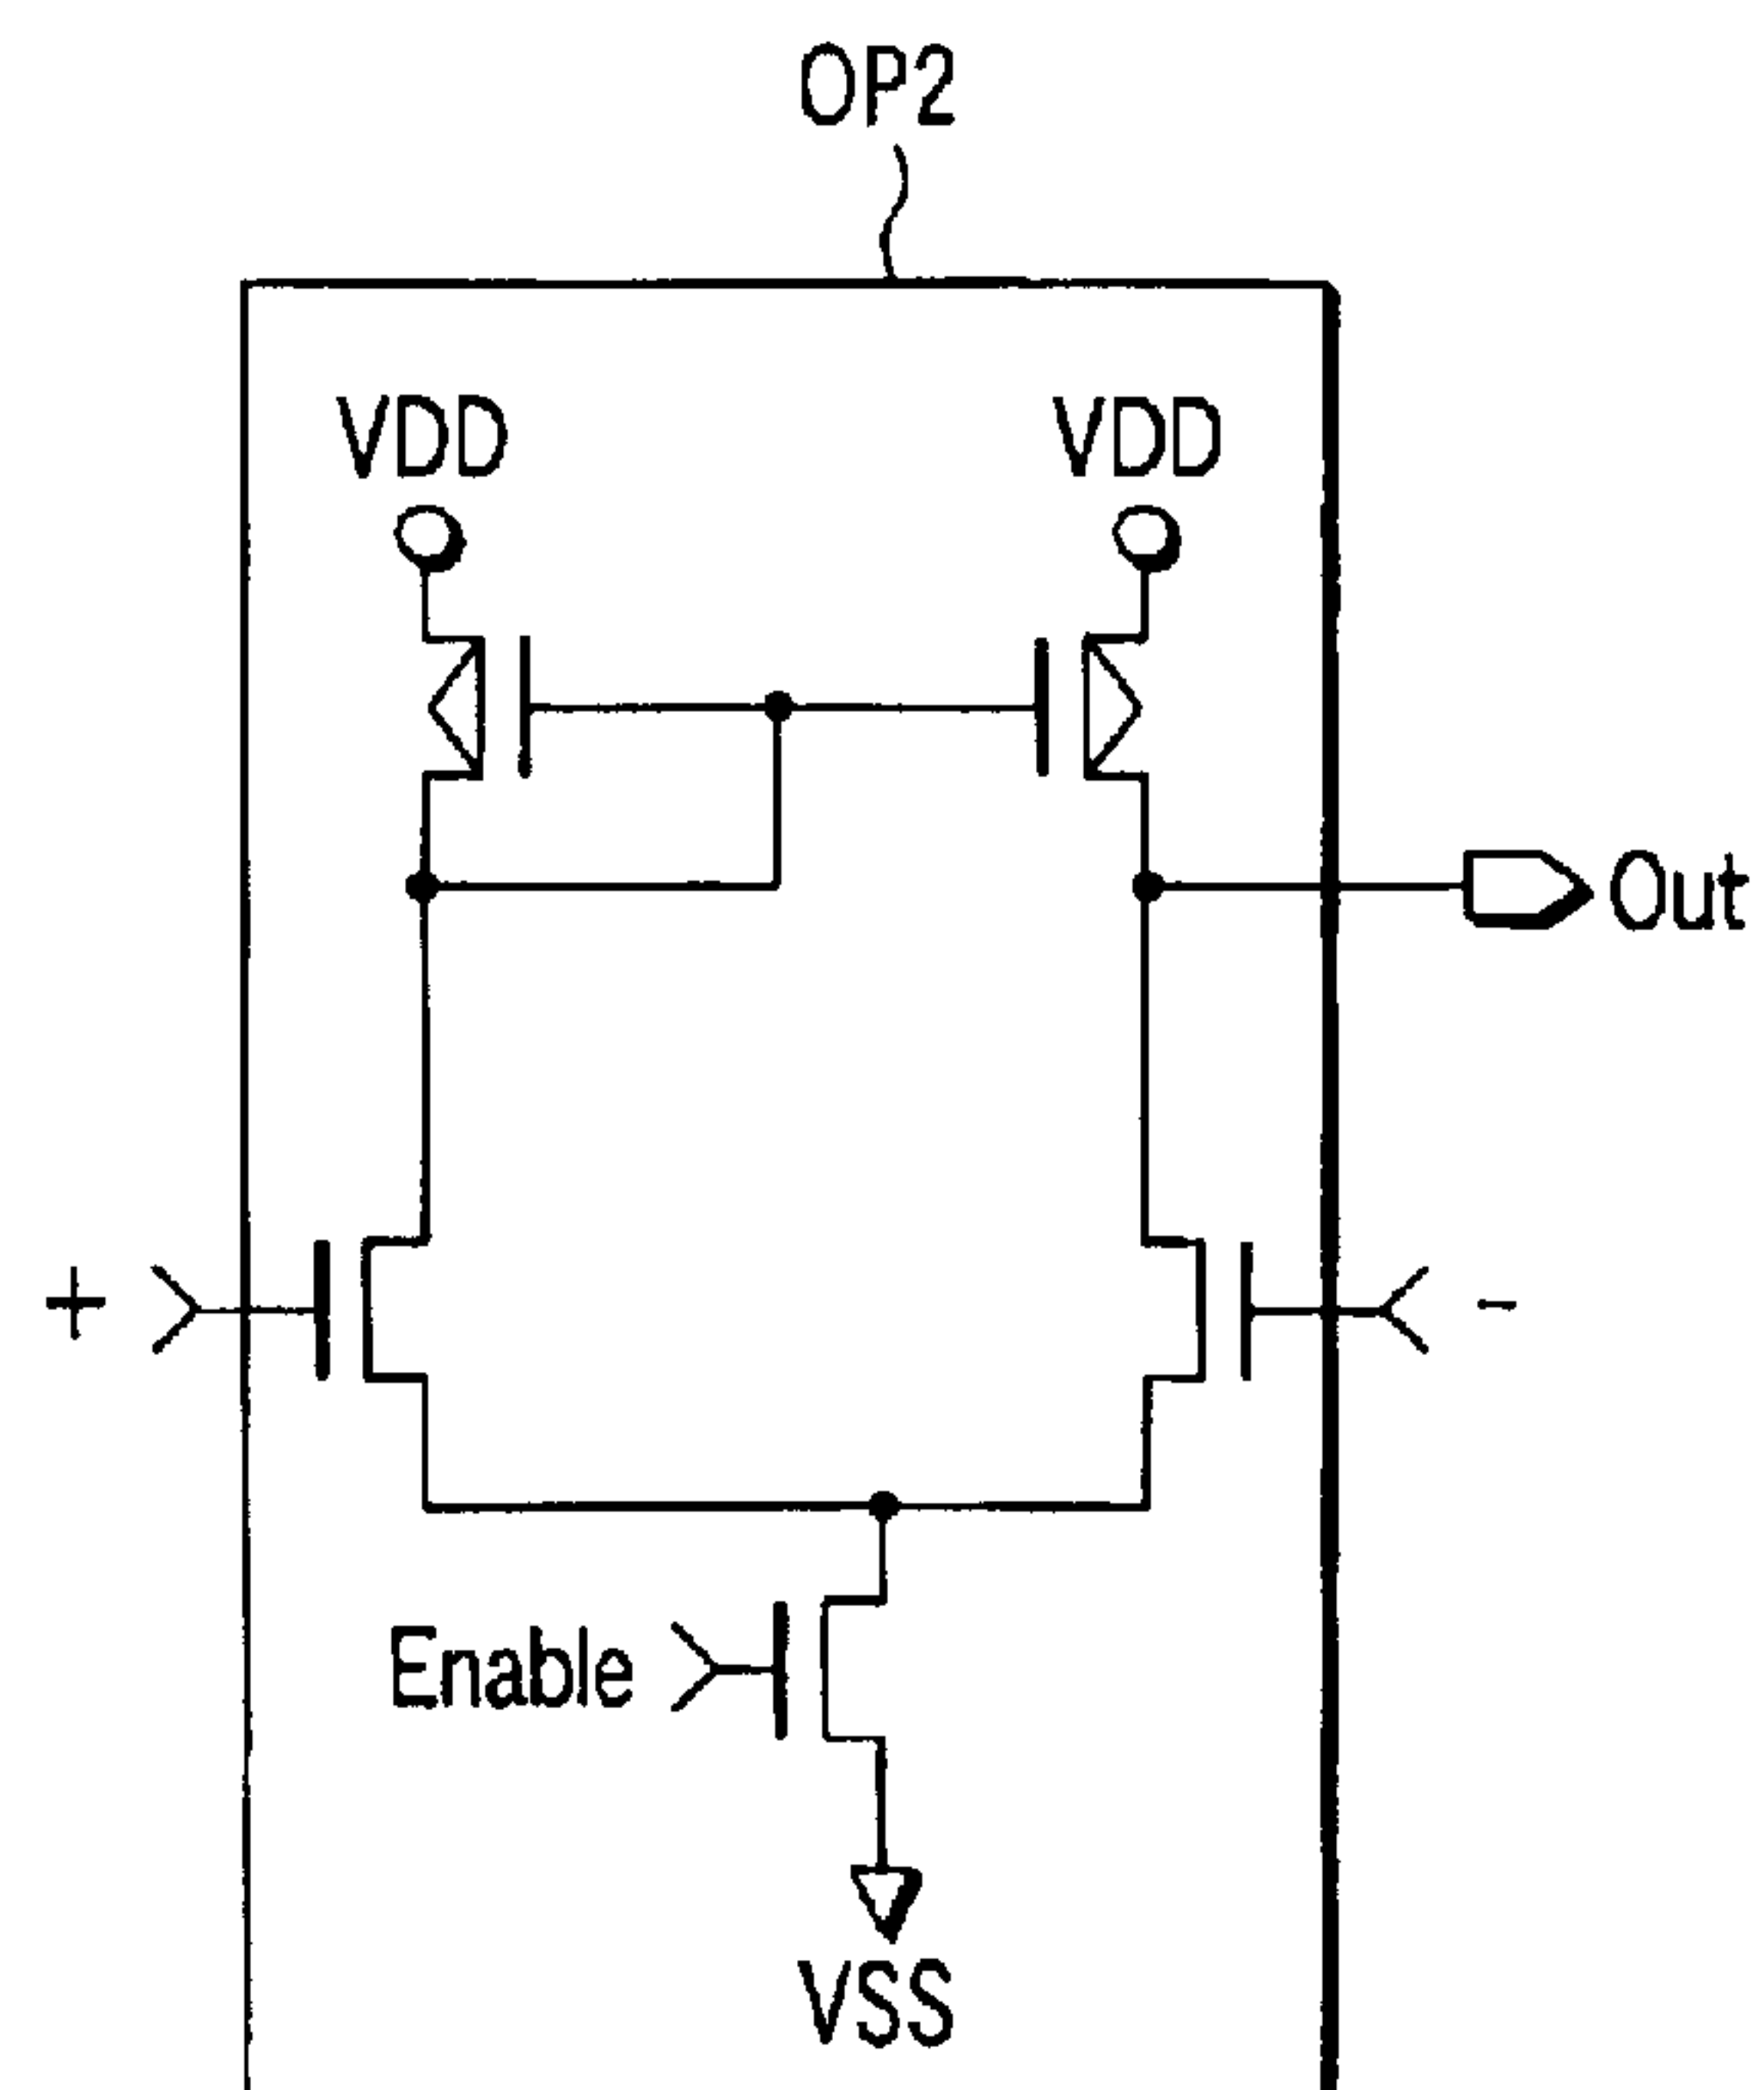 OP2
VDD
VDD
Out
+
-
Enable
VSS